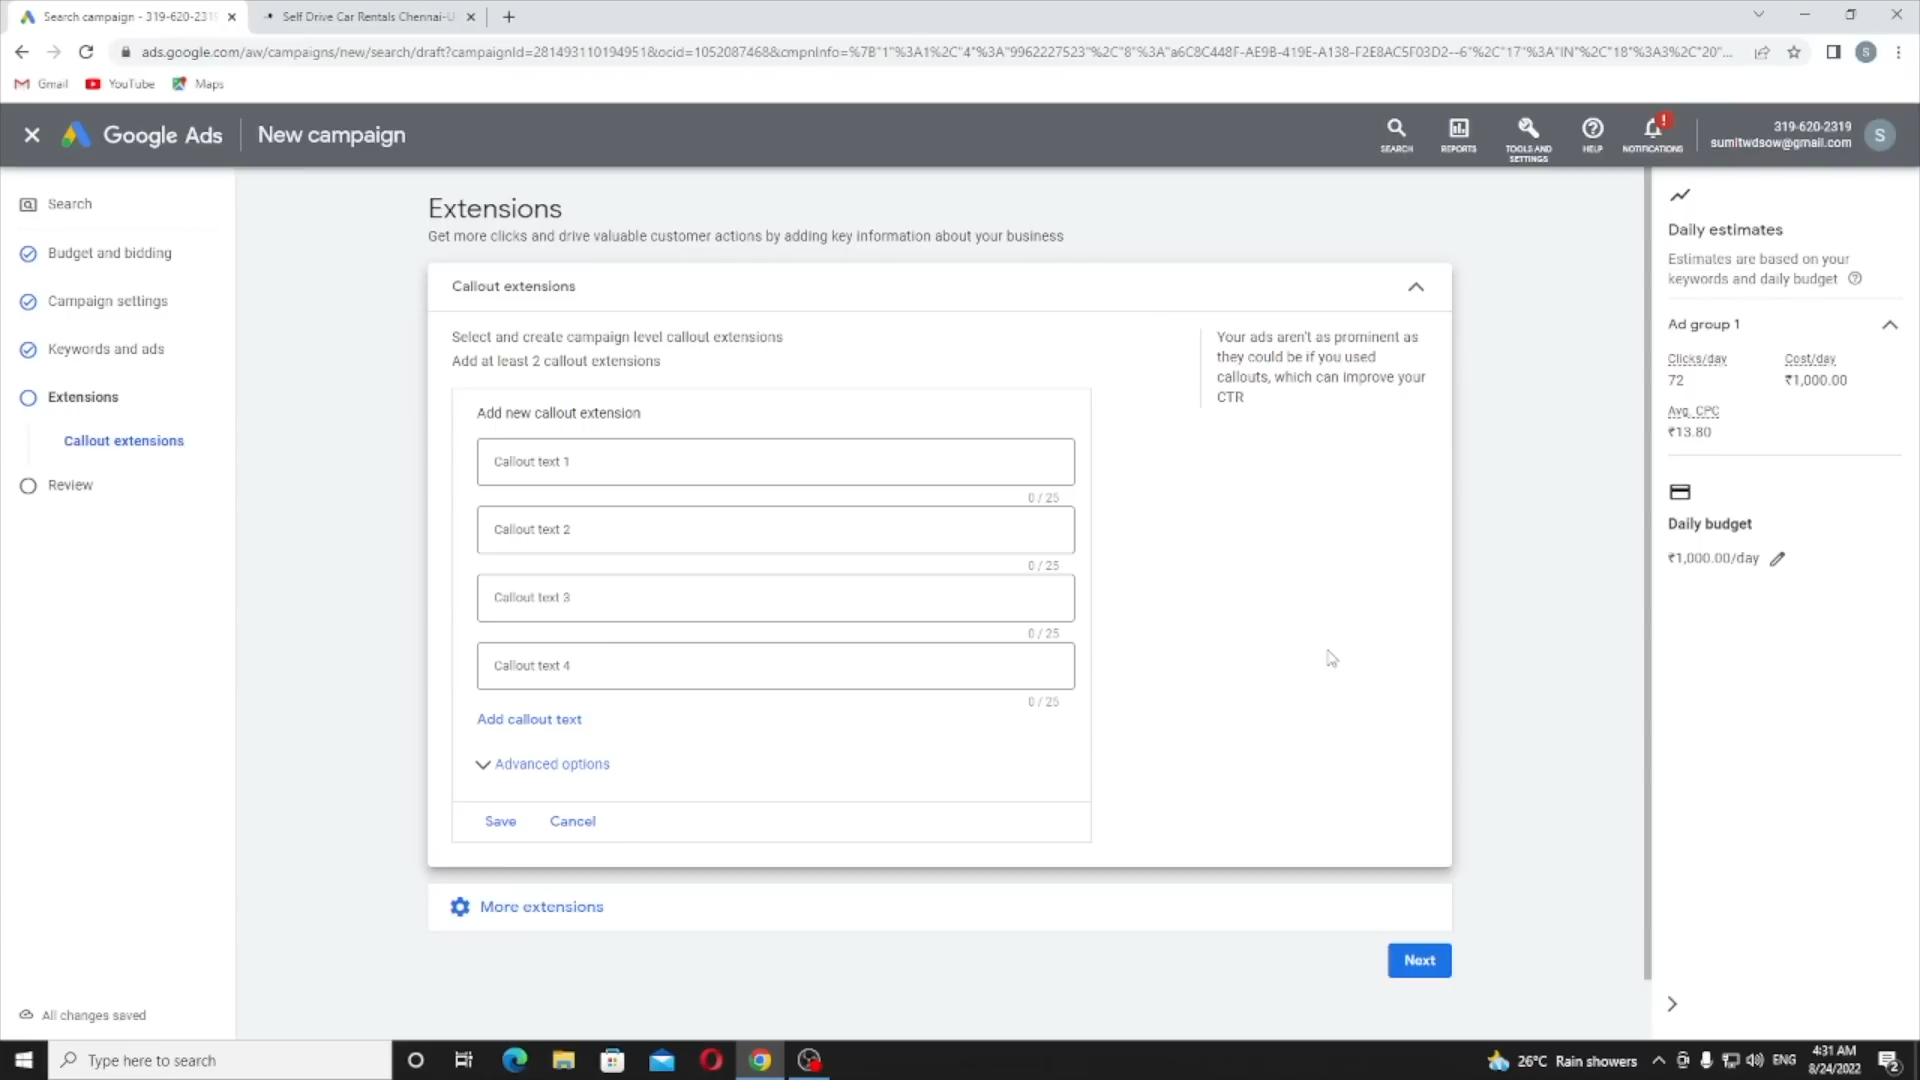 Search campaign - 319-620-2319
Self Drive Car Rentals Chennai-U
ads.google.com/aw/campaigns/new/search/draft?campaignId=281493110194951&ocid=1052087468&cmpnInfo=%7B"1"%3A1%2C"4"%3A"9962227523"%2C"8"%3A"a6C8C448F-AE9B-419E-A138-F2E8AC5F03D2--6"%2C"17"%3A"IN"%2C"18"%3A3%2C"20"...
S
Gmail
YouTube
Maps
Google Ads
New campaign
SEARCH
REPORTS
TOOLS AND
SETTINGS
HELP
!
NOTIFICATIONS
319-620-2319
sumitwdsow@gmail.com
S
Search
Budget and bidding
Campaign settings
Keywords and ads
Extensions
Callout extensions
Review
All changes saved
Extensions
Get more clicks and drive valuable customer actions by adding key information about your business
Callout extensions
Select and create campaign level callout extensions
Add at least 2 callout extensions
Add new callout extension
Callout text 1
0 / 25
Callout text 2
0 / 25
Callout text 3
0 / 25
Callout text 4
0 / 25
Add callout text
Advanced options
Save
Cancel
Your ads aren't as prominent as
they could be if you used
callouts, which can improve your
CTR
More extensions
Next
Daily estimates
Estimates are based on your
keywords and daily budget
Ad group 1
Clicks/day
Cost/day
72
₹1,000.00
Avg. CPC
₹13.80
Daily budget
₹1,000.00/day
Type here to search
26°C Rain showers
ENG
4:31 AM
8/24/2022
2